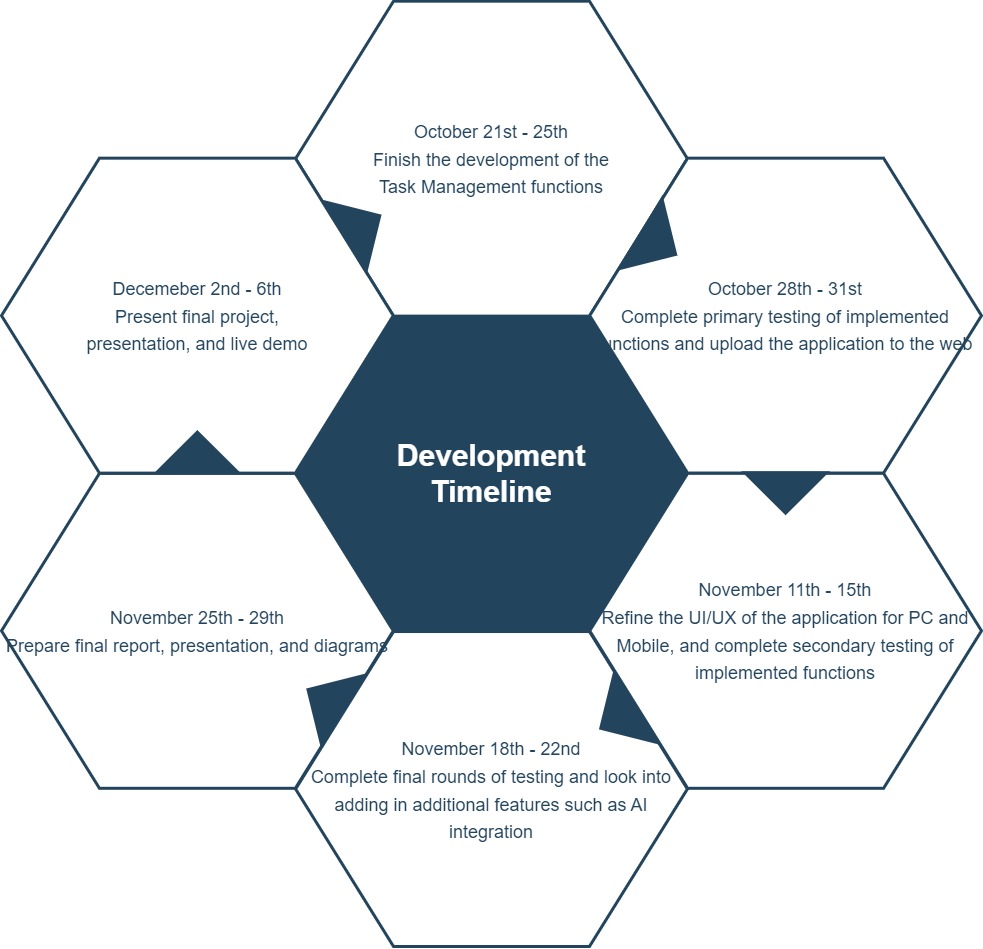 October 21st - 25th
Finish the development of the
Task Management functions
October 28th - 31st
Complete primary testing of implemented
nctions and upload the application to the web
November 11th - 15th
Refine the UI/UX of the application for PC and
Mobile, and complete secondary testing of
implemented functions
November 18th - 22nd
Complete final rounds of testing and look into
adding in additional features such as AI
integration
November 25th - 29th
Prepare final report, presentation, and diagrams
Decemeber 2nd - 6th
Present final project,
presentation, and live demo
Development
Timeline